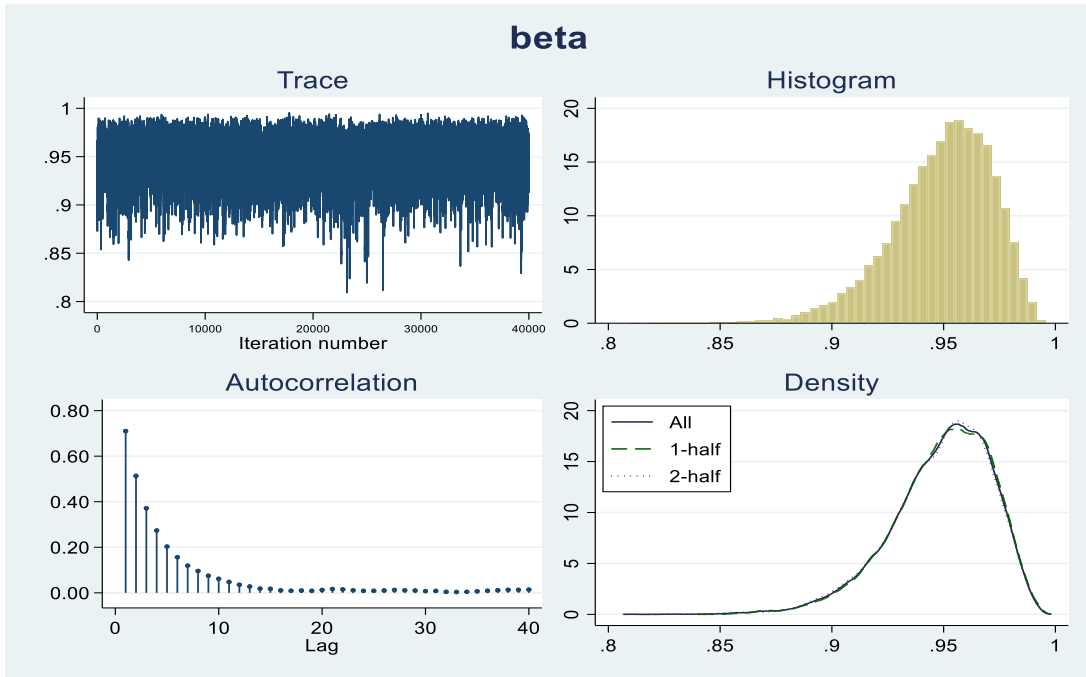 beta
Trace
1
.95
.9
.85
.8
0 10000 20000 30000 40000
Iteration number
Histogram
20
15
10
5
0
.8 .85 .9 .95 1
Autocorrelation
0.80
0.60
0.40
0.20
0.00
0 10 20 30 40
Lag
Density
20
15
10
5
0
All
1-half
2-half
.8 .85 .9 .95 1